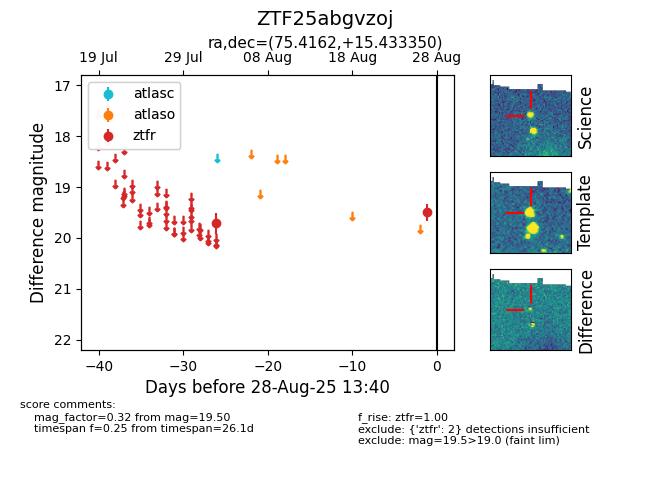 ZTF25abgvzoj
ra,dec=(75.4162,+15.433350)
19 Jul 29 Jul 08 Aug 18 Aug 28 Aug
atlasc
atlaso
ztfr
17
18
19
20
21
22
Difference magnitude
−40 −30 −20 −10 0
Days before 28-Aug-25 13:40
Science
Template
Difference
score comments:
mag_factor=0.32 from mag=19.50
timespan f=0.25 from timespan=26.1d
f_rise: ztfr=1.00
exclude: {'ztfr': 2} detections insufficient
exclude: mag=19.5>19.0 (faint lim)